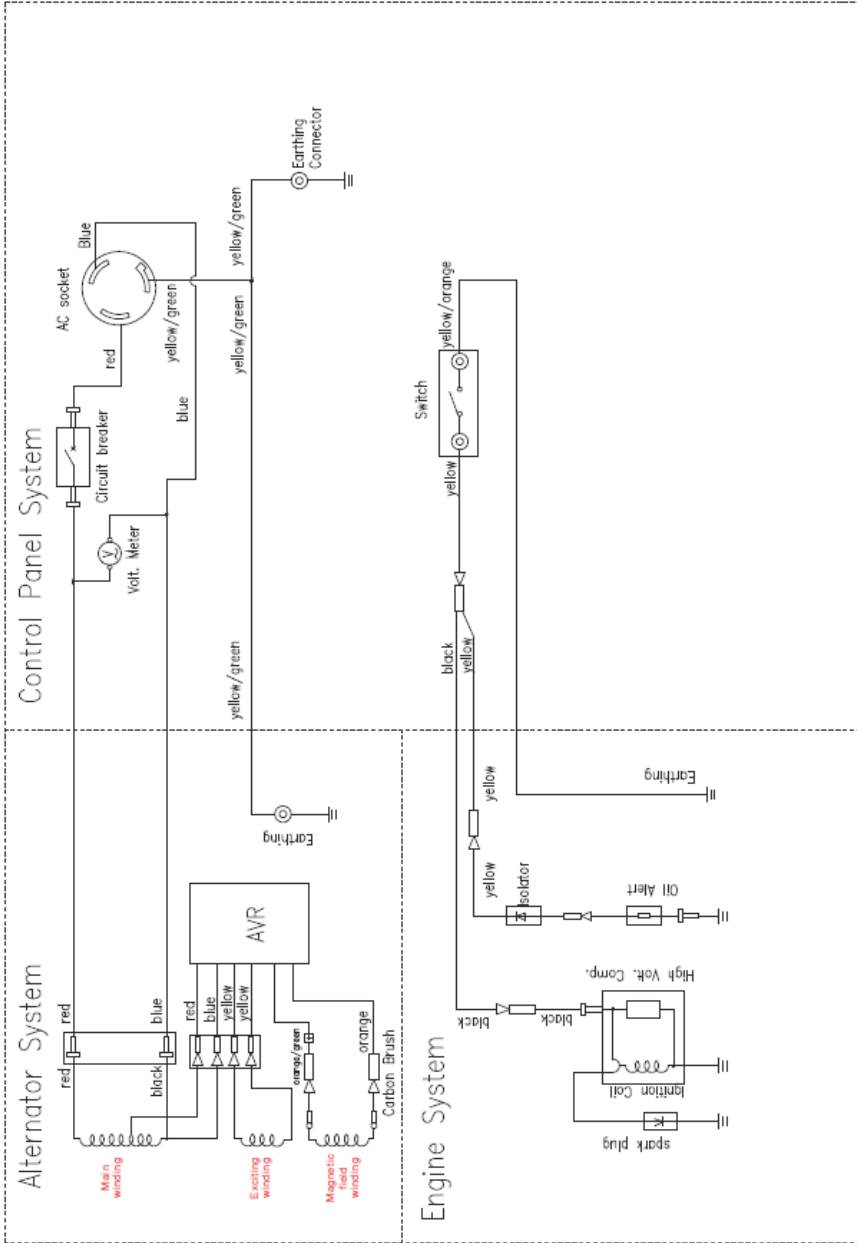 Control Panel System
AC socket
Blue
red
yellow/green
yellow/green
yellow/green
Earthing
Connector
Circuit breaker
V
Volt. Meter
blue
yellow/green
Alternator System
red
red
blue
black
Main
winding
AVR
red
blue
yellow
yellow
Exciting
winding
orange/green
orange
Carbon Brush
Magnetic
field
winding
Earthing
Engine System
Switch
yellow/orange
yellow
black
yellow
yellow
yellow
Isolator
Oil Alert
Earthing
black
black
High Volt. Comp.
Ignition Coil
spark plug